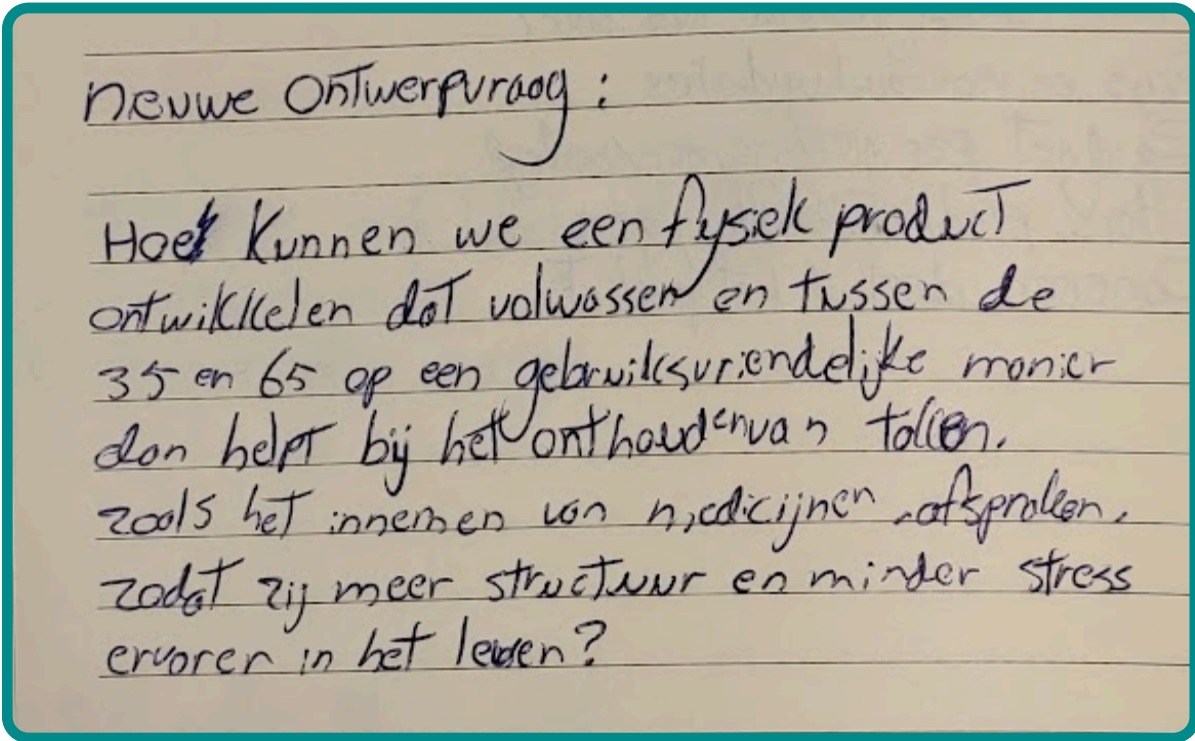 nieuwe ontwerpvraag :
Hoe kunnen we een fysiek product
ontwikkelen dat volwassen en tussen de
35 en 65 op een gebruiksvriendelijke manier
dan helpt bij het onthouden van taken.
zoals het innemen van medicijnen, afspraken,
zodat zij meer structuur en minder stress
ervaren in het leven?